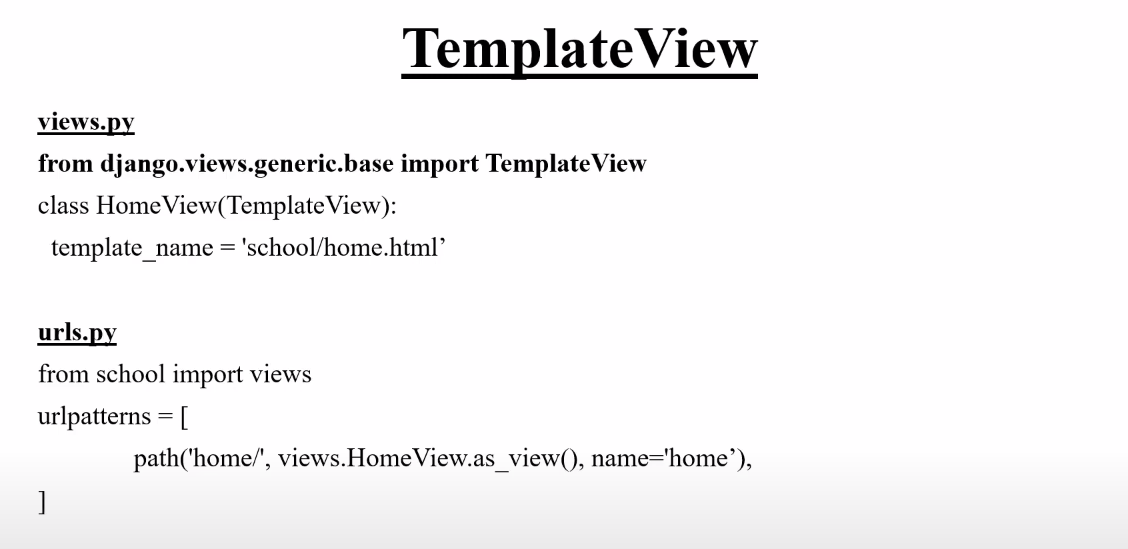 TemplateView
views.py
from django.views.generic.base import TemplateView
class HomeView(TemplateView):
template_name = 'school/home.html’
urls.py
from school import views
urlpatterns = [
path('home/', views.HomeView.as_view(), name='home’),
]